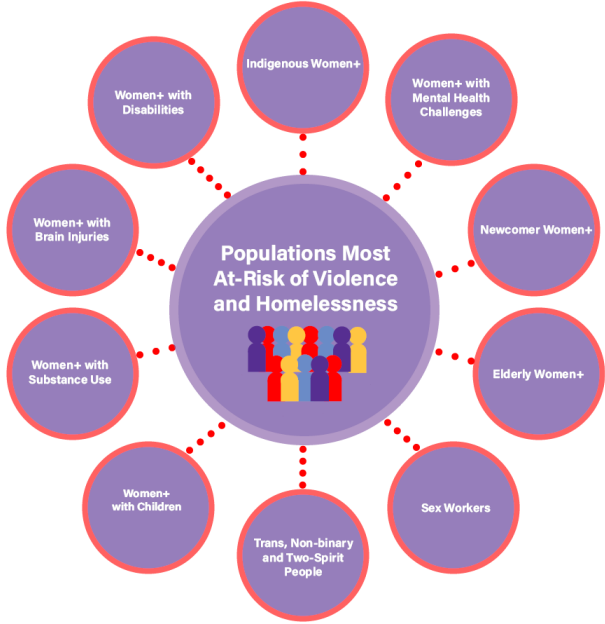 Populations Most
At-Risk of Violence
and Homelessness
Indigenous Women+
Women+ with
Mental Health
Challenges
Newcomer Women+
Elderly Women+
Sex Workers
Trans, Non-binary
and Two-Spirit
People
Women+
with Children
Women+ with
Substance Use
Women+ with
Brain Injuries
Women+ with
Disabilities